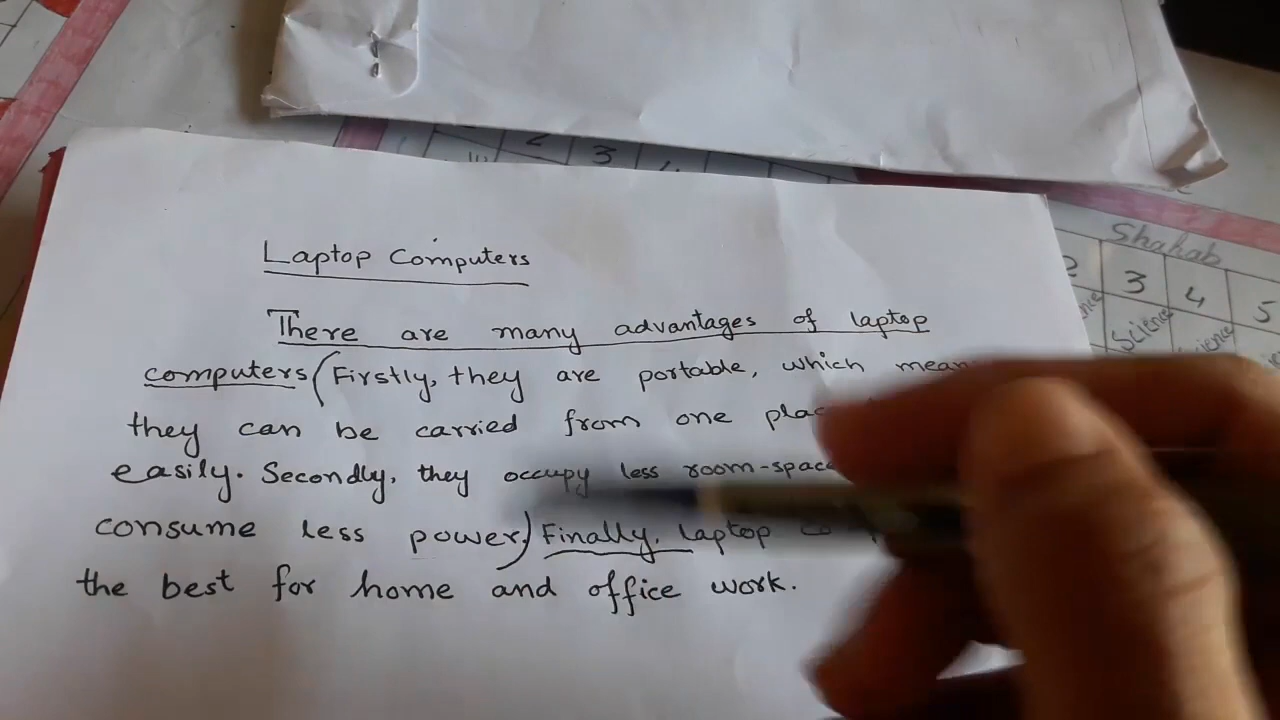 Laptop Computers
There are many advantages of laptop
computers (Firstly, they are portable, which
they can be carried from one
easily. Secondly, they occupy less room-space
consume less power.) Finally, laptop
the best for home and office work.
2 3
Shahab
2 3 4 5
Science